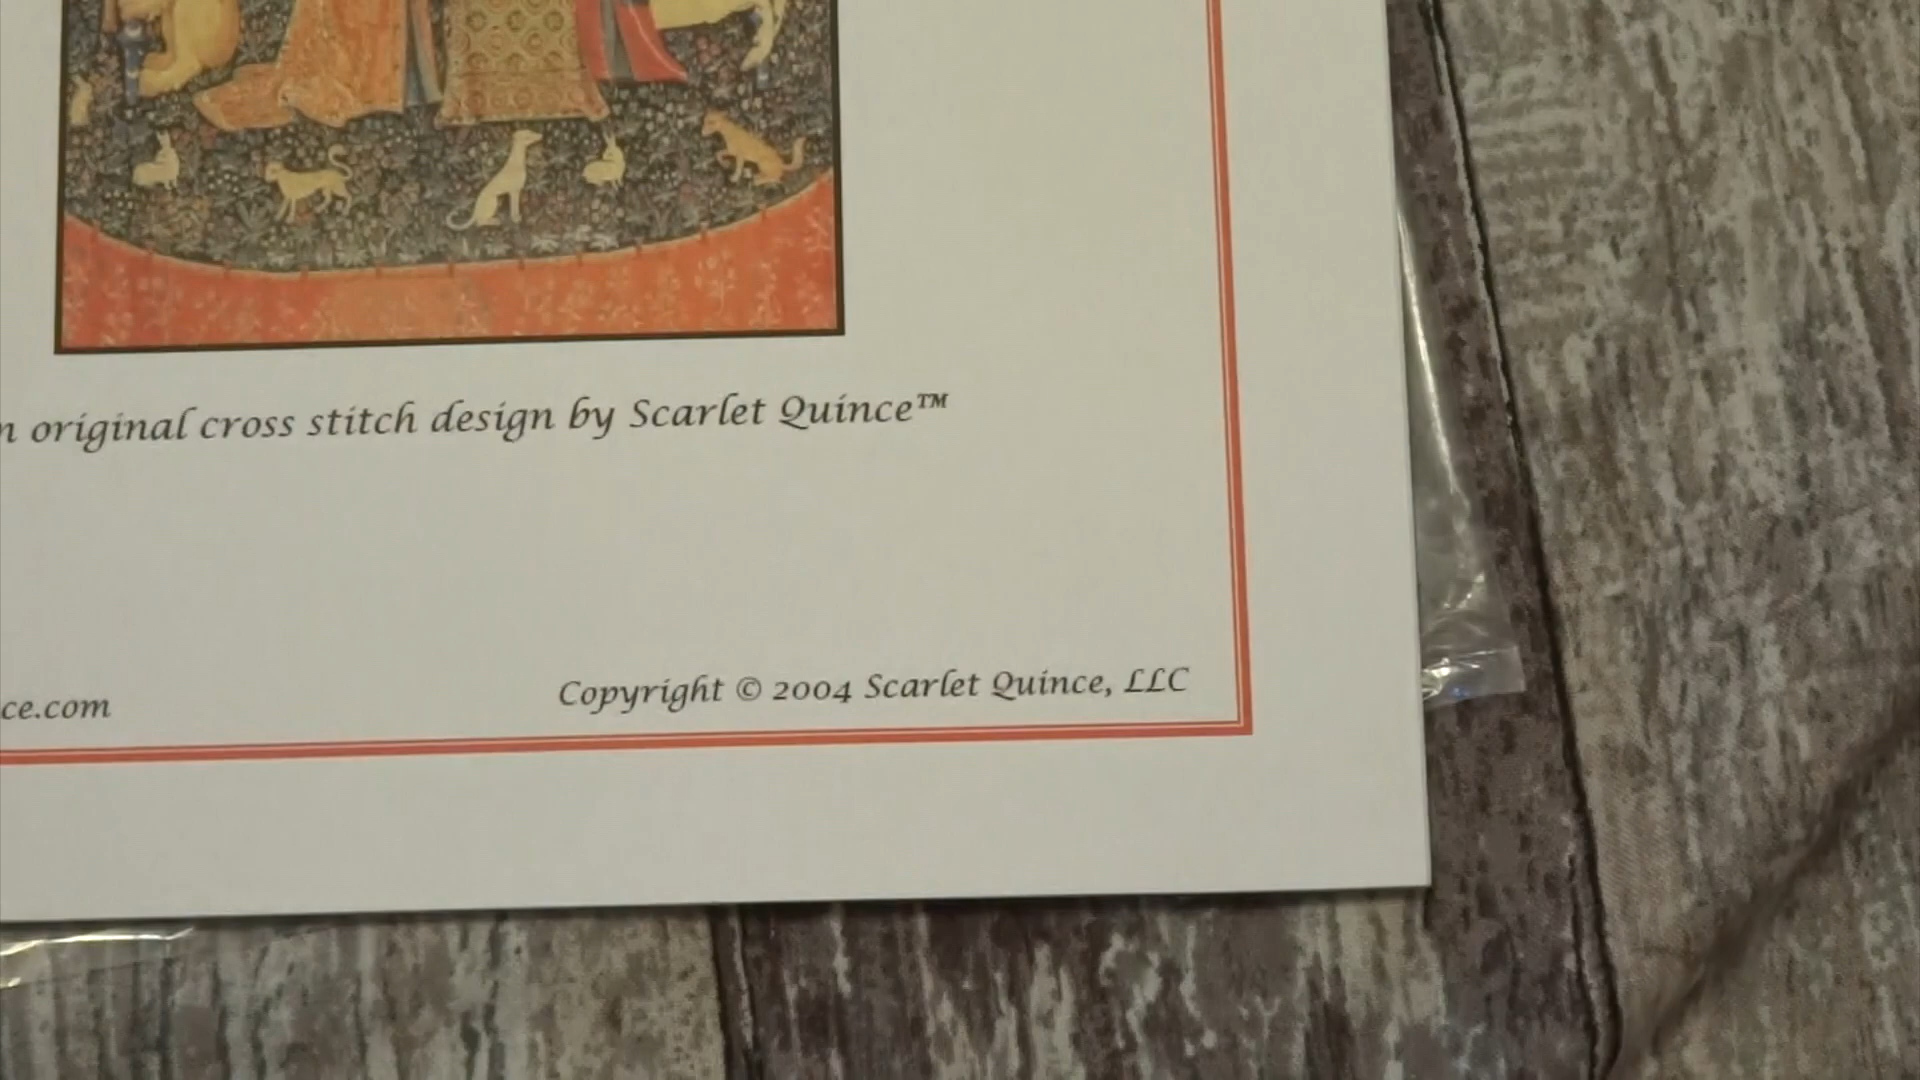 n original cross stitch design by Scarlet Quince™
ce.com
Copyright © 2004 Scarlet Quince, LLC